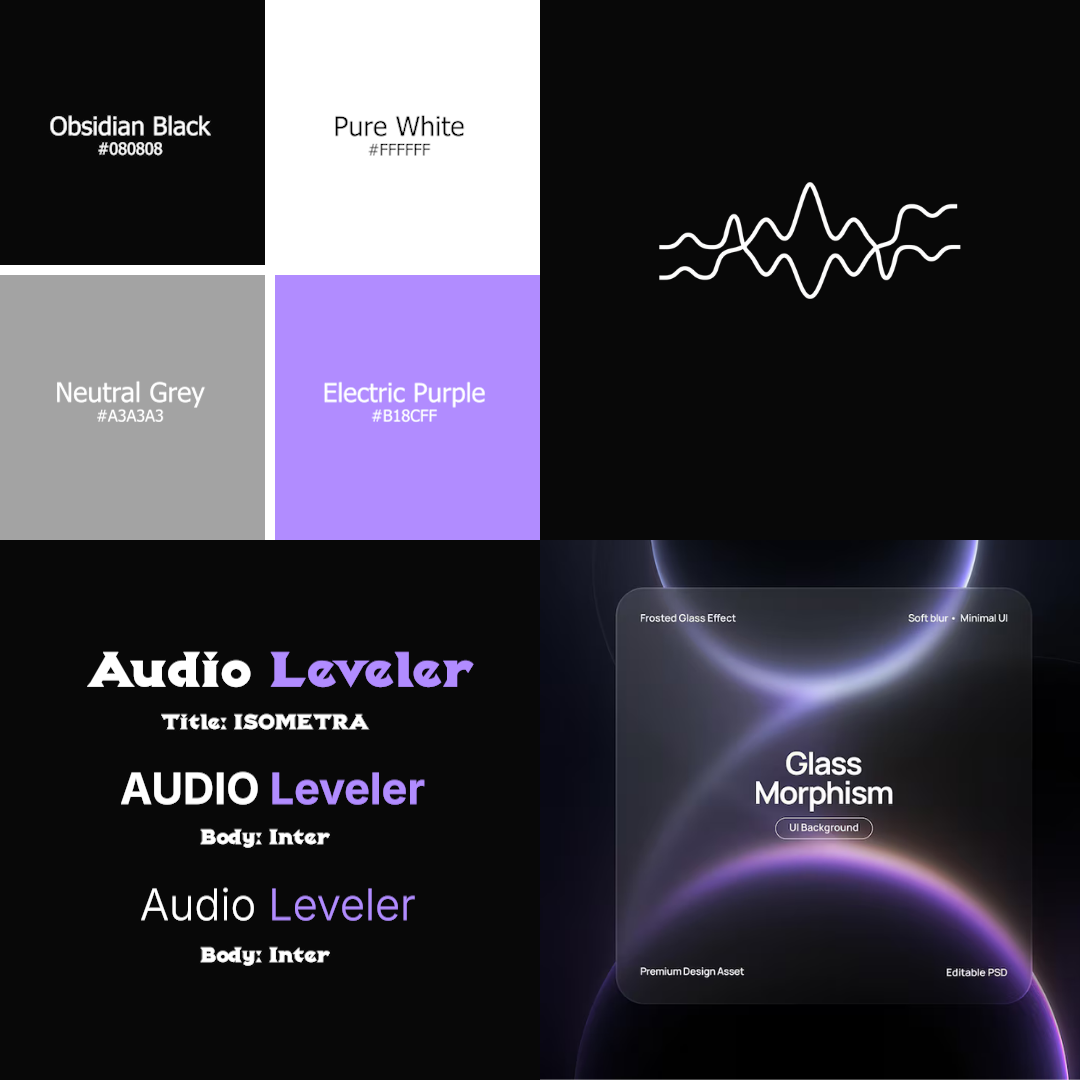 Obsidian Black
#080808
Pure White
#FFFFFF
Neutral Grey
#A3A3A3
Electric Purple
#B18CFF
Audio Leveler
Title: ISOMETRA
AUDIO Leveler
Body: Inter
Audio Leveler
Body: Inter
Frosted Glass Effect
Soft blur • Minimal UI
Glass
Morphism
UI Background
Premium Design Asset
Editable PSD